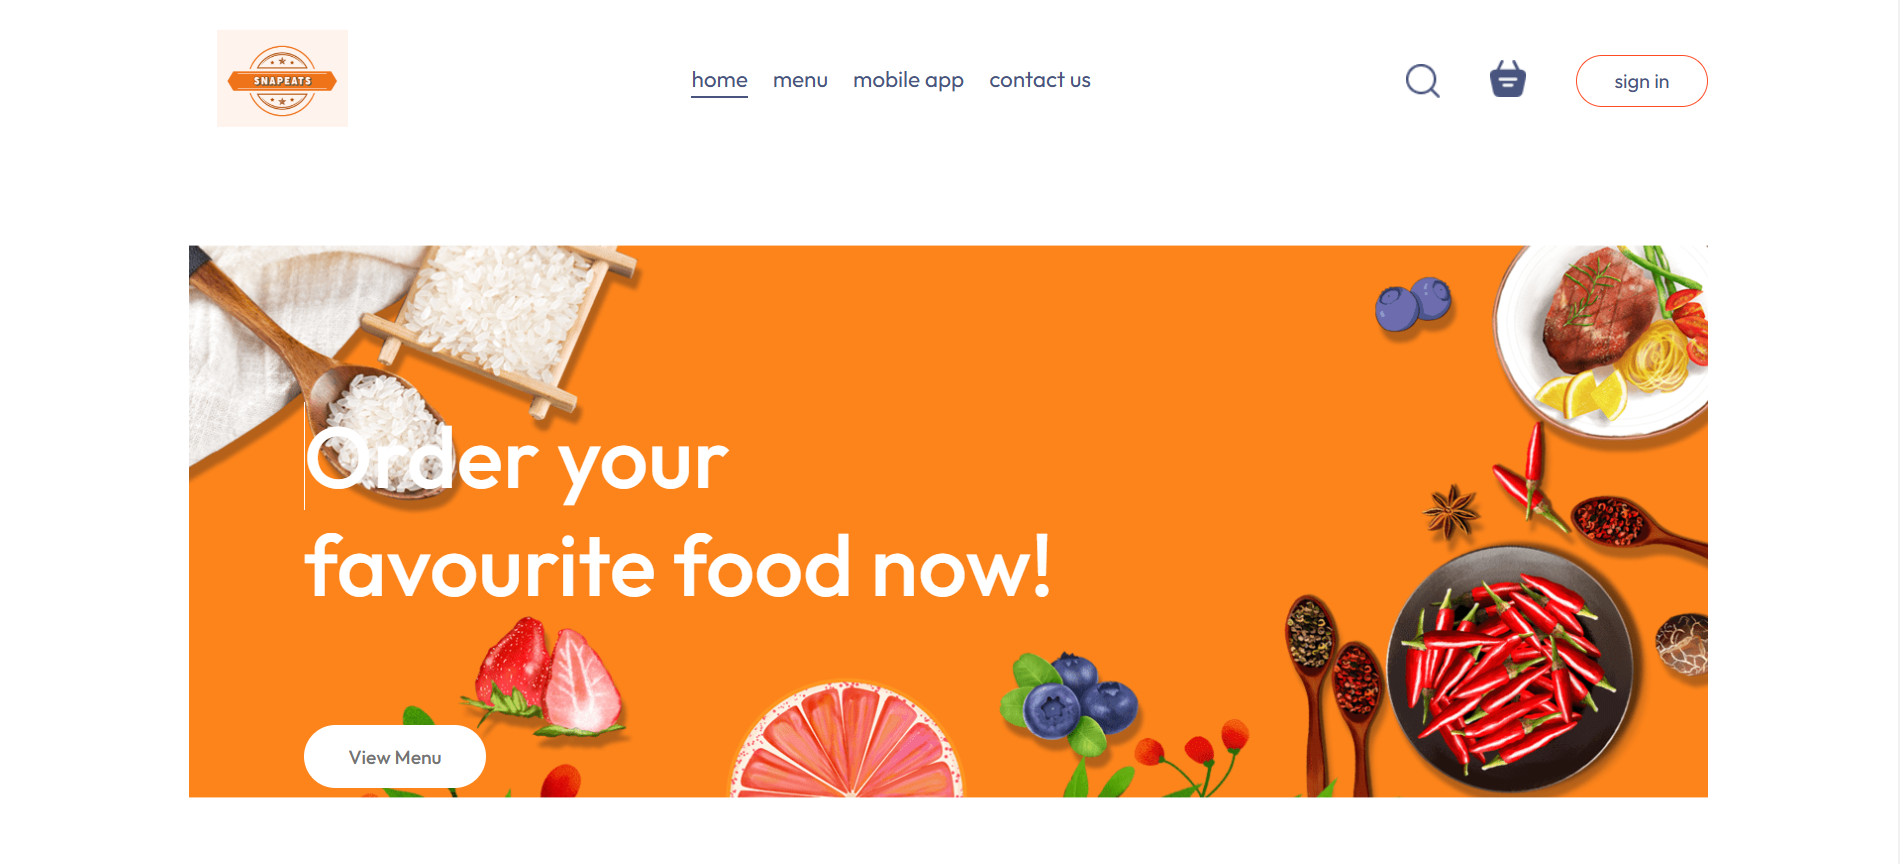 SNAPEATS
home menu mobile app contact us
sign in
Order your
favourite food now!
View Menu